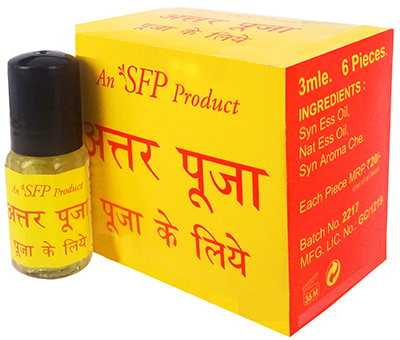 पूजा के लिये
An SFP Product
अत्तर पूजा
पूजा के लिये
3mle. 6 Pieces.
INGREDIENTS :
Syn Ess Oil,
Nat Ess Oil,
Syn Aroma Che.
Each Piece MRP ₹20/-
Batch No. 2217
MFG. LIC. No.- GC/1219
36M
An SFP Product
अत्तर पूजा
पूजा के लिये